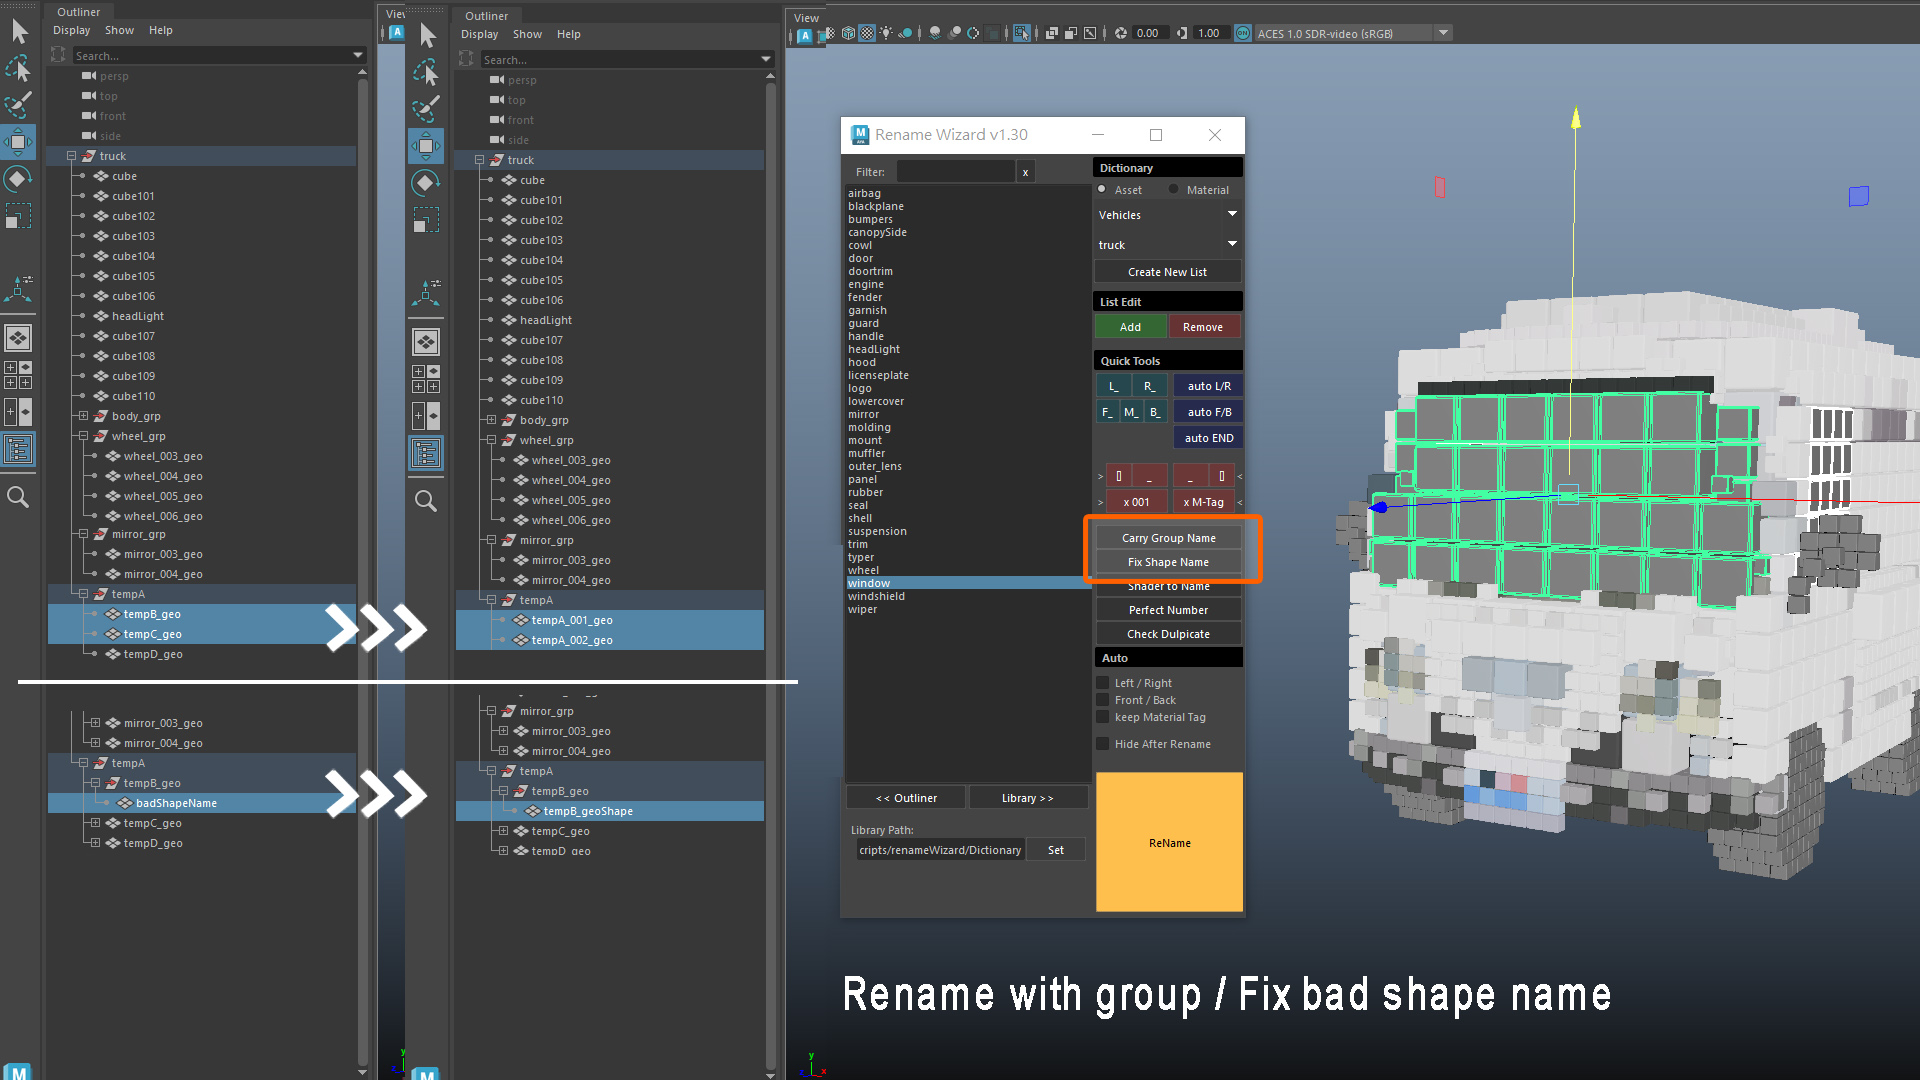 Outliner
Display Show Help
Search...
persp
top
front
side
truck
cube
cube101
cube102
cube103
cube104
cube105
cube106
headLight
cube107
cube108
cube109
cube110
body_grp
wheel_grp
wheel_003_geo
wheel_004_geo
wheel_005_geo
wheel_006_geo
mirror_grp
mirror_003_geo
mirror_004_geo
tempA
tempB_geo
tempC_geo
tempD_geo
mirror_003_geo
mirror_004_geo
tempA
tempB_geo
badShapeName
tempC_geo
tempD_geo
M
Outliner
Display Show Help
Search...
persp
top
front
side
truck
cube
cube101
cube102
cube103
cube104
cube105
cube106
headLight
cube107
cube108
cube109
cube110
body_grp
wheel_grp
wheel_003_geo
wheel_004_geo
wheel_005_geo
wheel_006_geo
mirror_grp
mirror_003_geo
mirror_004_geo
tempA
tempA_001_geo
tempA_002_geo
mirror_grp
mirror_003_geo
mirror_004_geo
tempA
tempB_geo
tempB_geoShape
tempC_geo
tempD_geo
M
View
A
View
A
0.00
1.00
ON
ACES 1.0 SDR-video (sRGB)
M
Rename Wizard v1.30
Filter:
x
airbag
blackplane
bumpers
canopySide
cowl
door
doortrim
engine
fender
garnish
guard
handle
headLight
hood
licenseplate
logo
lowercover
mirror
molding
mount
muffler
outer_lens
panel
rubber
seal
shell
suspension
trim
typer
wheel
window
windshield
wiper
<< Outliner
Library >>
Library Path:
cripts/renameWizard/Dictionary
Set
Dictionary
Asset
Material
Vehicles
truck
Create New List
List Edit
Add
Remove
Quick Tools
L_ R_ auto L/R
F_ M_ B_ auto F/B
auto END
> [] _ _ [] <
> x 001 x M-Tag <
Carry Group Name
Fix Shape Name
Shader to Name
Perfect Number
Check Dulpicate
Auto
Left / Right
Front / Back
keep Material Tag
Hide After Rename
ReName
Rename with group / Fix bad shape name
y
y
x